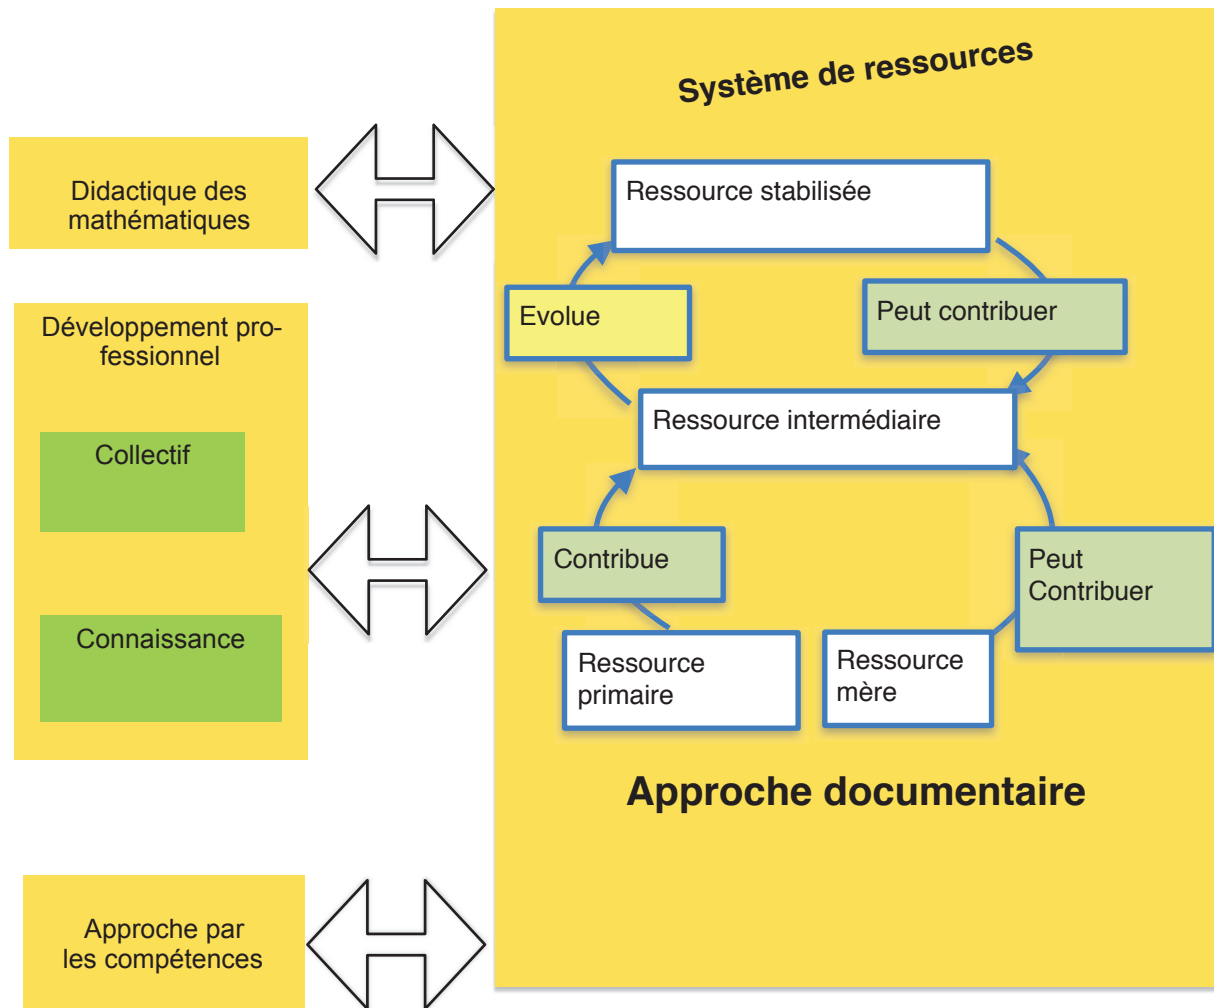 Système de ressources
Didactique des
mathématiques
Ressource stabilisée
Evolue
Peut contribuer
Développement pro-
fessionnel
Ressource intermédiaire
Collectif
Contribue
Peut
Contribuer
Connaissance
Ressource
primaire
Ressource
mère
Approche documentaire
Approche par
les compétences